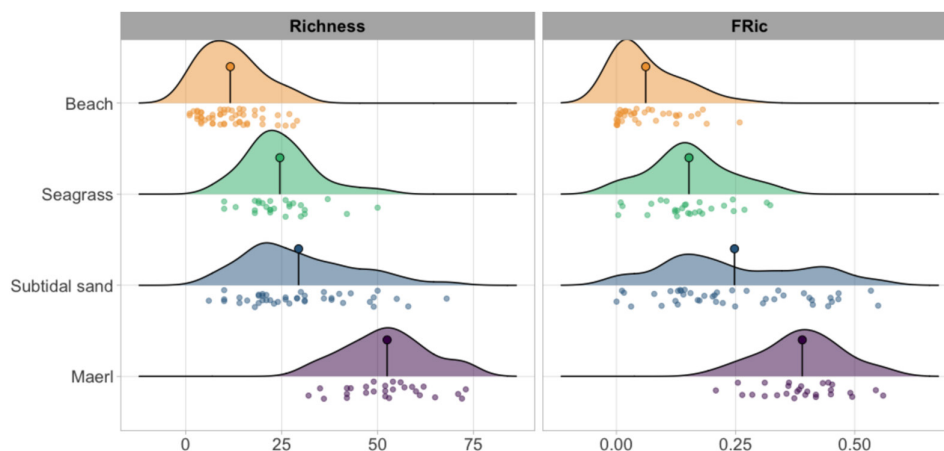 Richness
FRic
Beach
Seagrass
Subtidal sand
Maerl
0 25 50 75
0.00 0.25 0.50